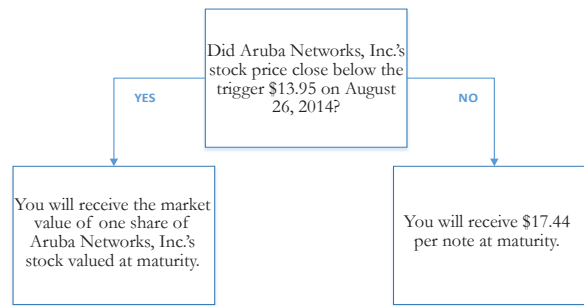 Did Aruba Networks, Inc.'s
stock price close below the
trigger $13.95 on August
26, 2014?
YES
NO
You will receive the market
value of one share of
Aruba Networks, Inc.'s
stock valued at maturity.
You will receive $17.44
per note at maturity.